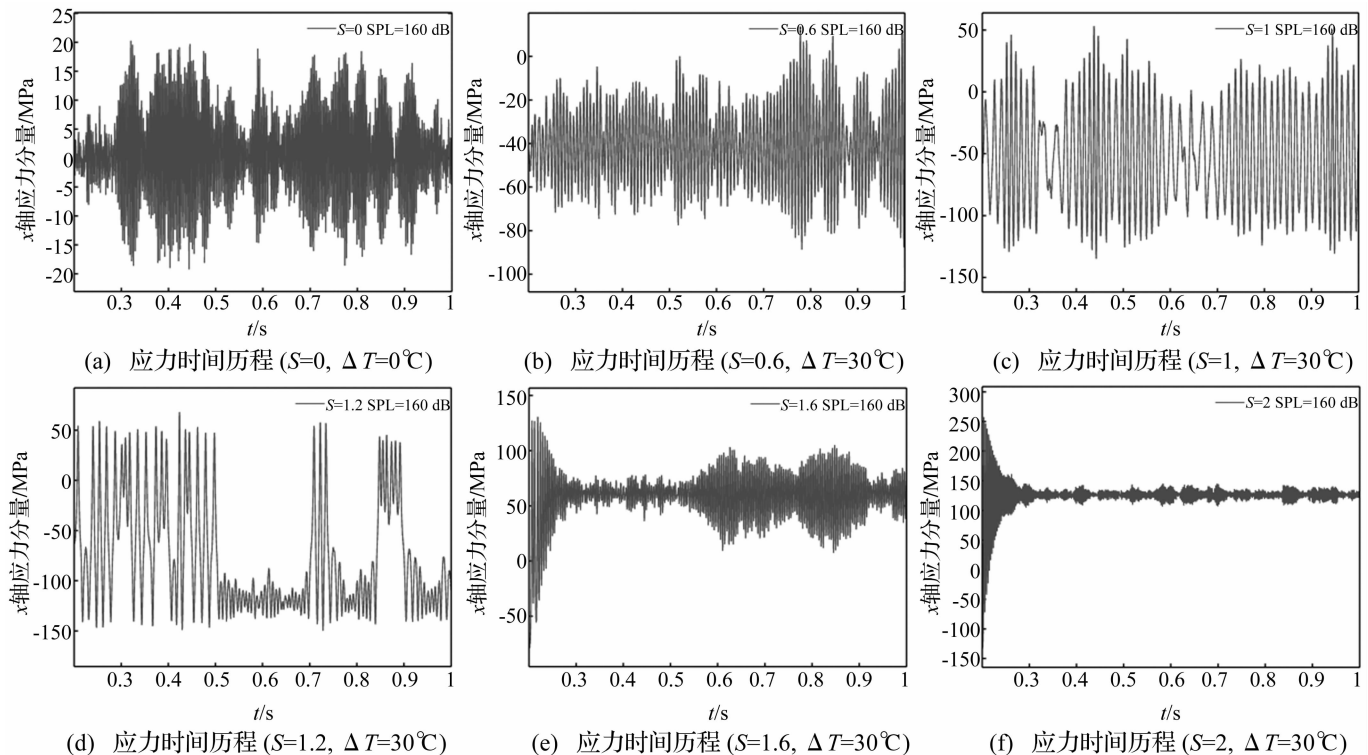 25
20
15
10
5
0
-5
-10
-15
-20
x轴应力分量/MPa
S=0 SPL=160 dB
0.3 0.4 0.5 0.6 0.7 0.8 0.9 1
t/s
(a) 应力时间历程 (S=0, Δ T=0℃)
0
-20
-40
-60
-80
-100
x轴应力分量/MPa
S=0.6 SPL=160 dB
0.3 0.4 0.5 0.6 0.7 0.8 0.9 1
t/s
(b) 应力时间历程 (S=0.6, Δ T=30℃)
50
0
-50
-100
-150
x轴应力分量/MPa
S=1 SPL=160 dB
0.3 0.4 0.5 0.6 0.7 0.8 0.9 1
t/s
(c) 应力时间历程 (S=1, Δ T=30℃)
50
0
-50
-100
-150
x轴应力分量/MPa
S=1.2 SPL=160 dB
0.3 0.4 0.5 0.6 0.7 0.8 0.9 1
t/s
(d) 应力时间历程 (S=1.2, Δ T=30℃)
150
100
50
0
-50
x轴应力分量/MPa
S=1.6 SPL=160 dB
0.3 0.4 0.5 0.6 0.7 0.8 0.9 1
t/s
(e) 应力时间历程 (S=1.6, Δ T=30℃)
300
250
200
150
100
50
0
-50
-100
-150
x轴应力分量/MPa
S=2 SPL=160 dB
0.3 0.4 0.5 0.6 0.7 0.8 0.9 1
t/s
(f) 应力时间历程 (S=2, Δ T=30℃)